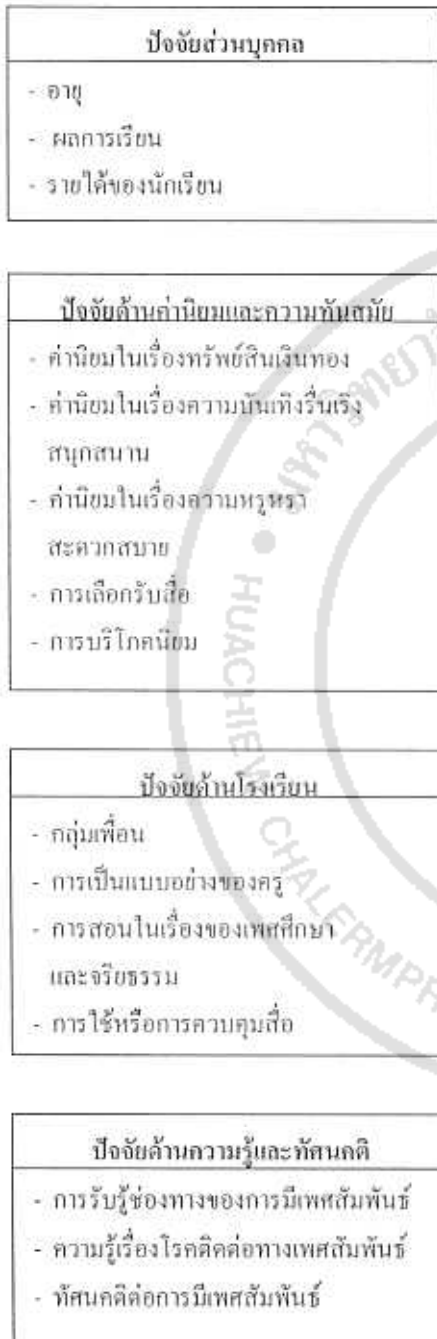 ปัจจัยส่วนบุคคล
- อายุ
- ผลการเรียน
- รายได้ของนักเรียน
ปัจจัยด้านค่านิยมและความทันสมัย
- ค่านิยมในเรื่องทรัพย์สินเงินทอง
- ค่านิยมในเรื่องความบันเทิงรื่นเริง
สนุกสนาน
- ค่านิยมในเรื่องความหรูหรา
สะดวกสบาย
- การเลือกรับสื่อ
- การบริโภคนิยม
ปัจจัยด้านโรงเรียน
- กลุ่มเพื่อน
- การเป็นแบบอย่างของครู
- การสอนในเรื่องของเพศศึกษา
และจริยธรรม
- การใช้หรือการควบคุมสื่อ
ปัจจัยด้านความรู้และทัศนคติ
- การรับรู้ช่องทางของการมีเพศสัมพันธ์
- ความรู้เรื่องโรคติดต่อทางเพศสัมพันธ์
- ทัศนคติต่อการมีเพศสัมพันธ์
HUACHIEW